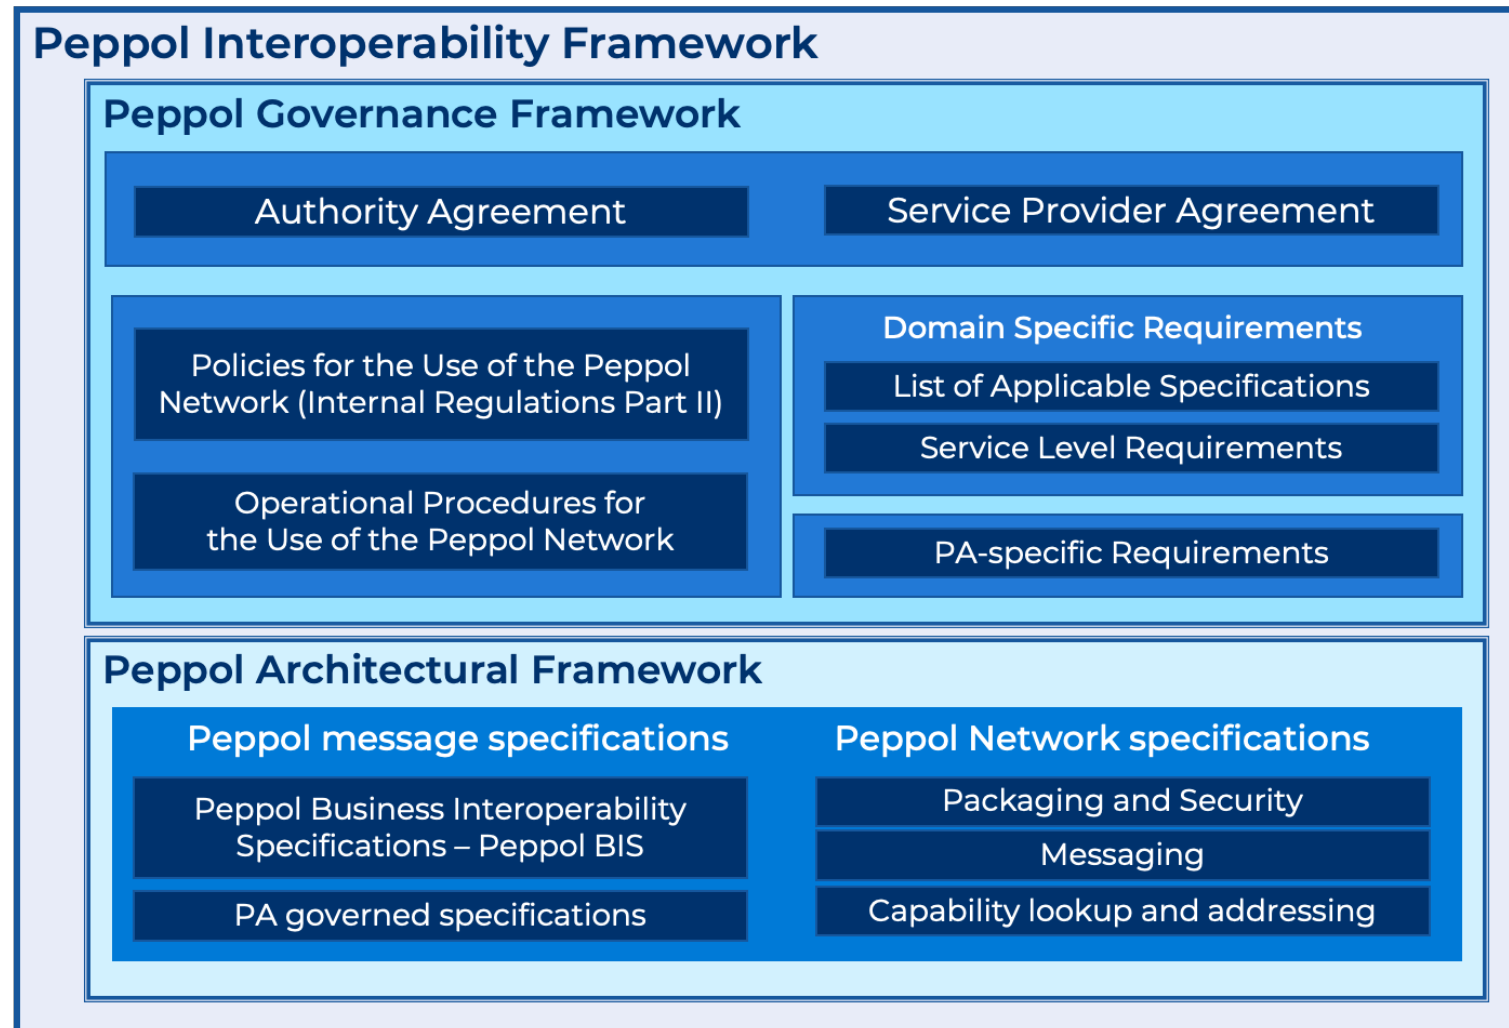 Peppol Interoperability Framework
Peppol Governance Framework
Authority Agreement
Service Provider Agreement
Policies for the Use of the Peppol
Network (Internal Regulations Part II)
Operational Procedures for
the Use of the Peppol Network
Domain Specific Requirements
List of Applicable Specifications
Service Level Requirements
PA-specific Requirements
Peppol Architectural Framework
Peppol message specifications
Peppol Business Interoperability
Specifications – Peppol BIS
PA governed specifications
Peppol Network specifications
Packaging and Security
Messaging
Capability lookup and addressing